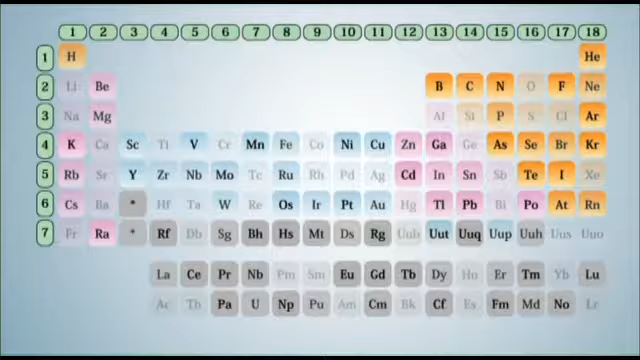 1 2 3 4 5 6 7 8 9 10 11 12 13 14 15 16 17 18
1 H He
2 Li Be B C N O F Ne
3 Na Mg Al Si P S Cl Ar
4 K Ca Sc Ti V Cr Mn Fe Co Ni Cu Zn Ga Ge As Se Br Kr
5 Rb Sr Y Zr Nb Mo Tc Ru Rh Pd Ag Cd In Sn Sb Te I Xe
6 Cs Ba * Hf Ta W Re Os Ir Pt Au Hg Tl Pb Bi Po At Rn
7 Fr Ra * Rf Db Sg Bh Hs Mt Ds Rg Uub Uut Uuq Uup Uuh Uus Uuo
La Ce Pr Nb Pm Sm Eu Gd Tb Dy Ho Er Tm Yb Lu
Ac Th Pa U Np Pu Am Cm Bk Cf Es Fm Md No Lr